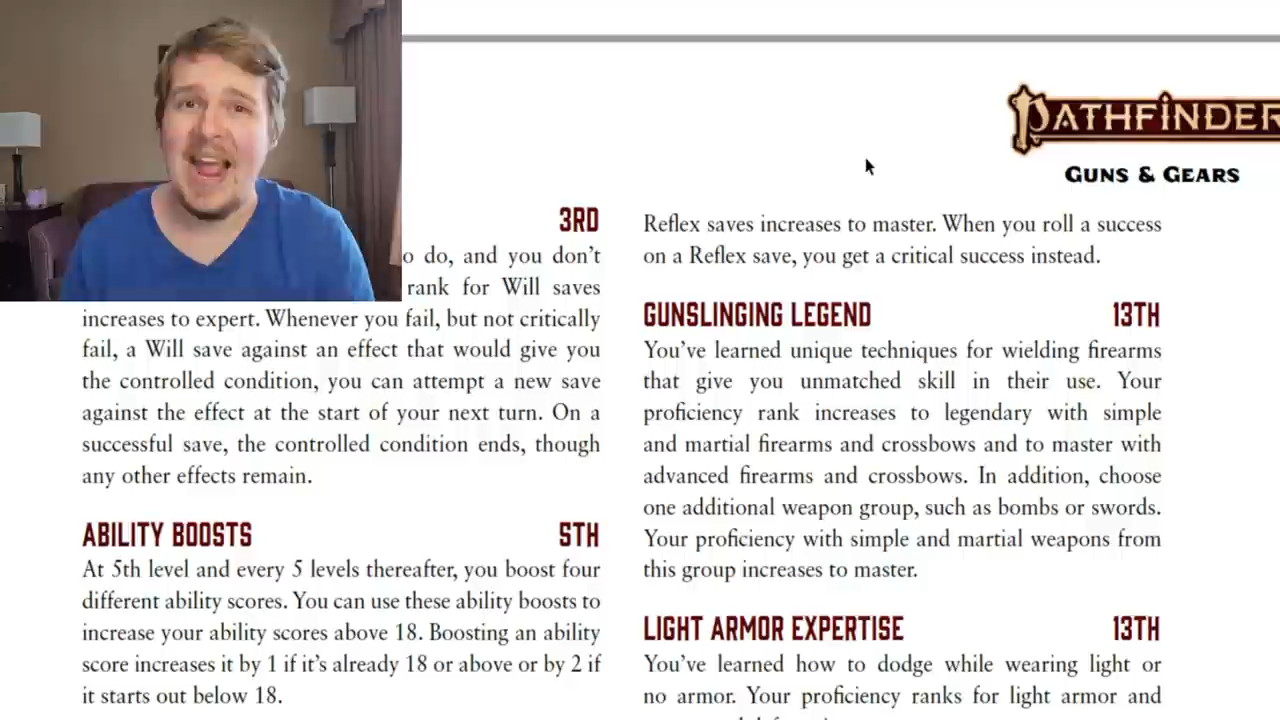 PATHFINDER
GUNS & GEARS
3RD
o do, and you don't
rank for Will saves
increases to expert. Whenever you fail, but not critically
fail, a Will save against an effect that would give you
the controlled condition, you can attempt a new save
against the effect at the start of your next turn. On a
successful save, the controlled condition ends, though
any other effects remain.
ABILITY BOOSTS 5TH
At 5th level and every 5 levels thereafter, you boost four
different ability scores. You can use these ability boosts to
increase your ability scores above 18. Boosting an ability
score increases it by 1 if it's already 18 or above or by 2 if
it starts out below 18.
Reflex saves increases to master. When you roll a success
on a Reflex save, you get a critical success instead.
GUNSLINGING LEGEND 13TH
You've learned unique techniques for wielding firearms
that give you unmatched skill in their use. Your
proficiency rank increases to legendary with simple
and martial firearms and crossbows and to master with
advanced firearms and crossbows. In addition, choose
one additional weapon group, such as bombs or swords.
Your proficiency with simple and martial weapons from
this group increases to master.
LIGHT ARMOR EXPERTISE 13TH
You've learned how to dodge while wearing light or
no armor. Your proficiency ranks for light armor and